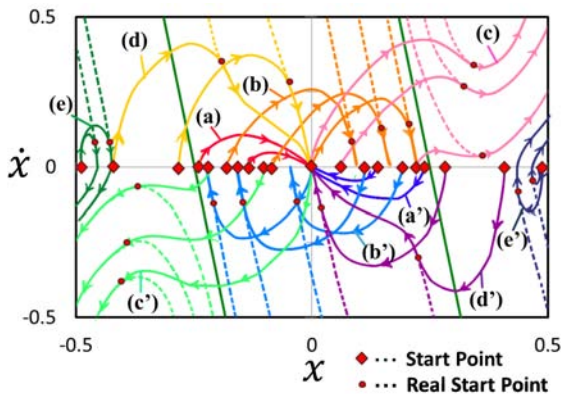 0.5
(d)
(c)
(b)
(e)
(a)
ẋ
0
(a')
(b')
(e')
(c')
(d')
-0.5
-0.5
0
0.5
x
◆ ··· Start Point
● ··· Real Start Point